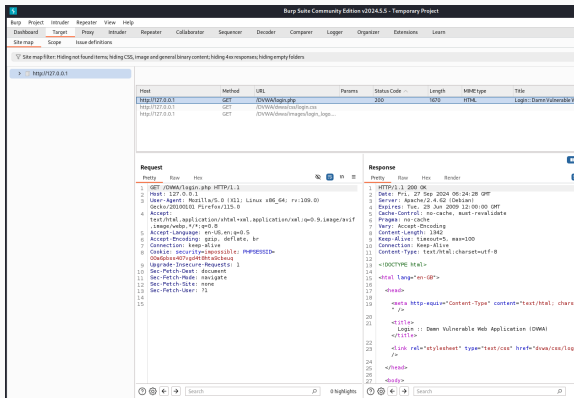 Burp Suite Community Edition v2024.5.5 - Temporary Project
Burp Project Intruder Repeater View Help
Dashboard Target Proxy Intruder Repeater Collaborator Sequencer Decoder Comparer Logger Organizer Extensions Learn
Site map Scope Issue definitions
Site map filter: Hiding not found items; hiding CSS, image and general binary content; hiding 4xx responses; hiding empty folders
http://127.0.0.1
Host Method URL Params Status Code Length MIME type Title
http://127.0.0.1 GET /DVWA/login.php 200 1670 HTML Login :: Damn Vulnerable W
http://127.0.0.1 GET /DVWA/dvwa/css/login.css
http://127.0.0.1 GET /DVWA/dvwa/images/login_logo....
Request
Pretty Raw Hex
1 GET /DVWA/login.php HTTP/1.1
2 Host: 127.0.0.1
3 User-Agent: Mozilla/5.0 (X11; Linux x86_64; rv:109.0)
Gecko/20100101 Firefox/115.0
4 Accept:
text/html,application/xhtml+xml,application/xml;q=0.9,image/avif
,image/webp,*/*;q=0.8
5 Accept-Language: en-US,en;q=0.5
6 Accept-Encoding: gzip, deflate, br
7 Connection: keep-alive
8 Cookie: security=impossible; PHPSESSID=
9 Upgrade-Insecure-Requests: 1
10 Sec-Fetch-Dest: document
11 Sec-Fetch-Mode: navigate
12 Sec-Fetch-Site: none
13 Sec-Fetch-User: ?1
14
15
Search 0 highlights
Response
Pretty Raw Hex Render
1 HTTP/1.1 200 OK
2 Date: Fri, 27 Sep 2024 06:24:28 GMT
3 Server: Apache/2.4.62 (Debian)
4 Expires: Tue, 23 Jun 2009 12:00:00 GMT
5 Cache-Control: no-cache, must-revalidate
6 Pragma: no-cache
7 Vary: Accept-Encoding
8 Content-Length: 1342
9 Keep-Alive: timeout=5, max=100
10 Connection: Keep-Alive
11 Content-Type: text/html;charset=utf-8
12
13 <!DOCTYPE html>
14
15 <html lang="en-GB">
16
17 <head>
18
19 <meta http-equiv="Content-Type" content="text/html; chars
" />
20
21 <title>
Login :: Damn Vulnerable Web Application (DVWA)
</title>
22
23 <link rel="stylesheet" type="text/css" href="dvwa/css/log
/>
24
25 </head>
26
27 <body>
Search